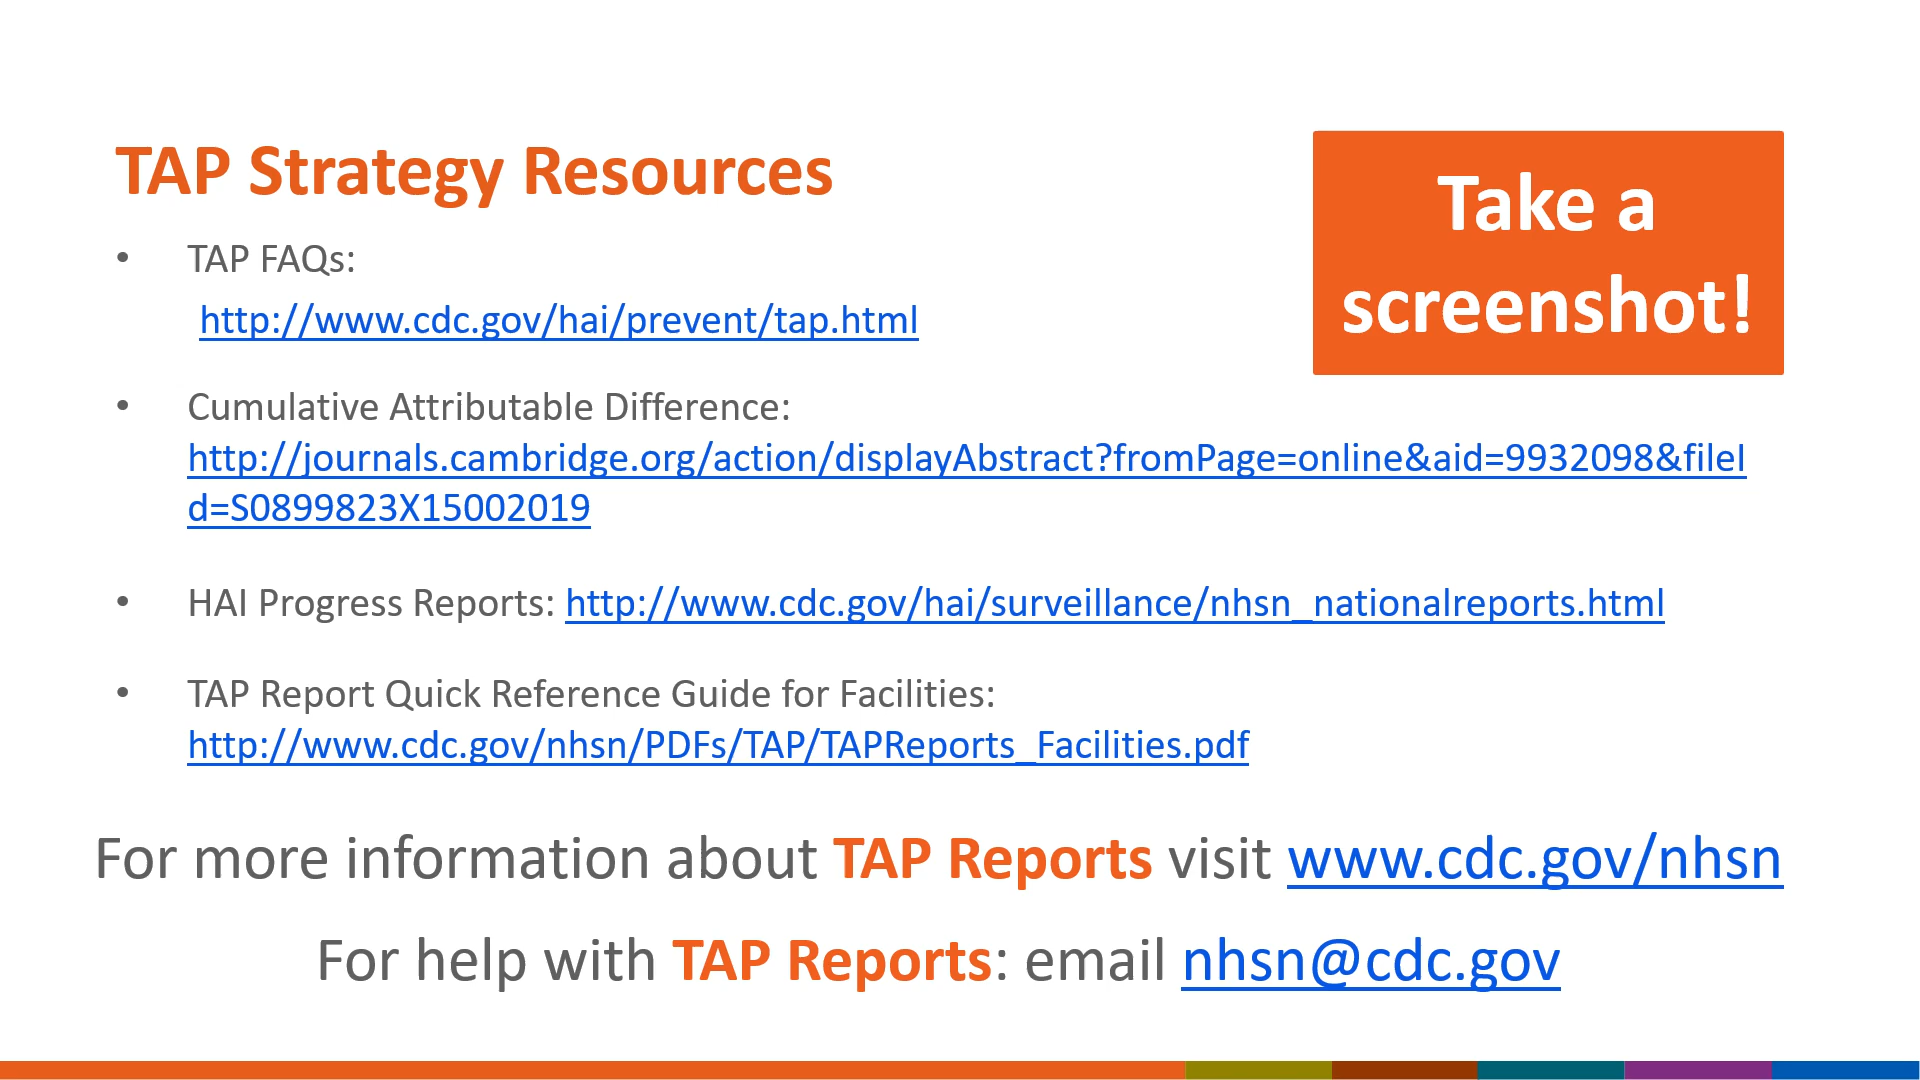 TAP Strategy Resources
Take a
screenshot!
• TAP FAQs:
http://www.cdc.gov/hai/prevent/tap.html
• Cumulative Attributable Difference:
http://journals.cambridge.org/action/displayAbstract?fromPage=online&aid=9932098&fileI
d=S0899823X15002019
• HAI Progress Reports: http://www.cdc.gov/hai/surveillance/nhsn_nationalreports.html
• TAP Report Quick Reference Guide for Facilities:
http://www.cdc.gov/nhsn/PDFs/TAP/TAPReports_Facilities.pdf
For more information about TAP Reports visit www.cdc.gov/nhsn
For help with TAP Reports: email nhsn@cdc.gov